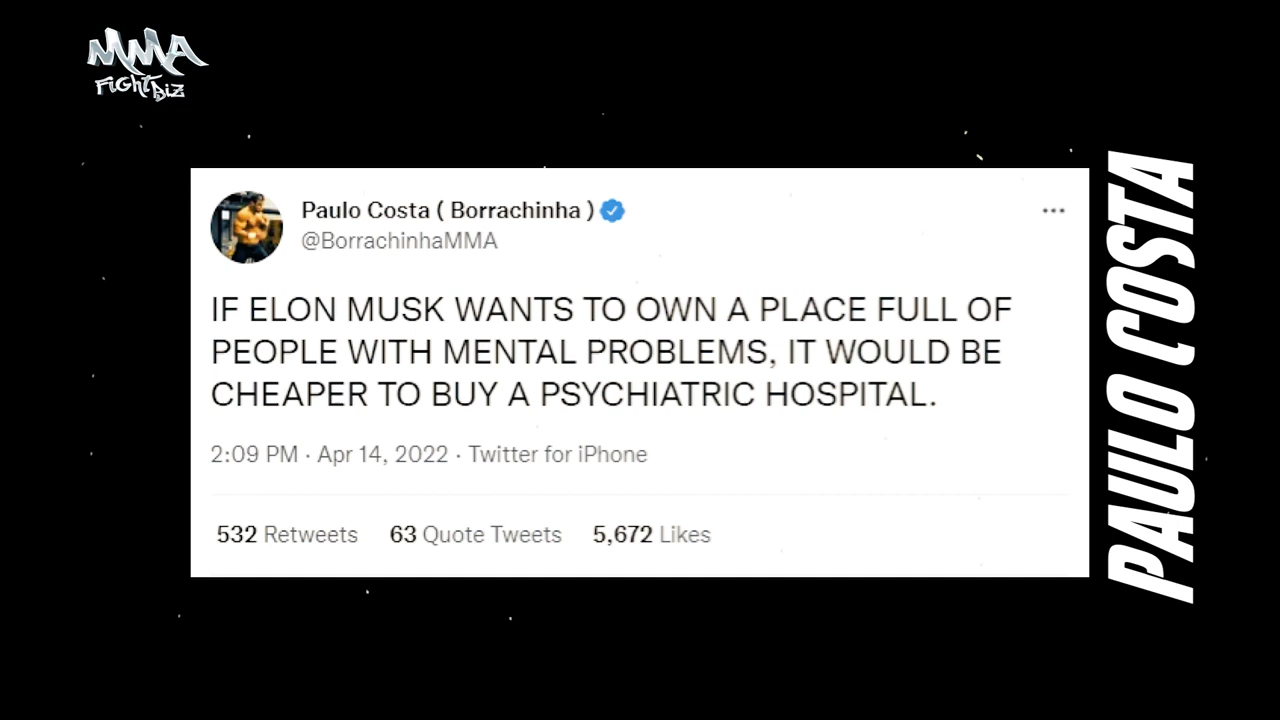 MMA
FiGhT BiZ
Paulo Costa ( Borrachinha )
@BorrachinhaMMA
IF ELON MUSK WANTS TO OWN A PLACE FULL OF
PEOPLE WITH MENTAL PROBLEMS, IT WOULD BE
CHEAPER TO BUY A PSYCHIATRIC HOSPITAL.
2:09 PM · Apr 14, 2022 · Twitter for iPhone
532 Retweets 63 Quote Tweets 5,672 Likes
PAULO COSTA